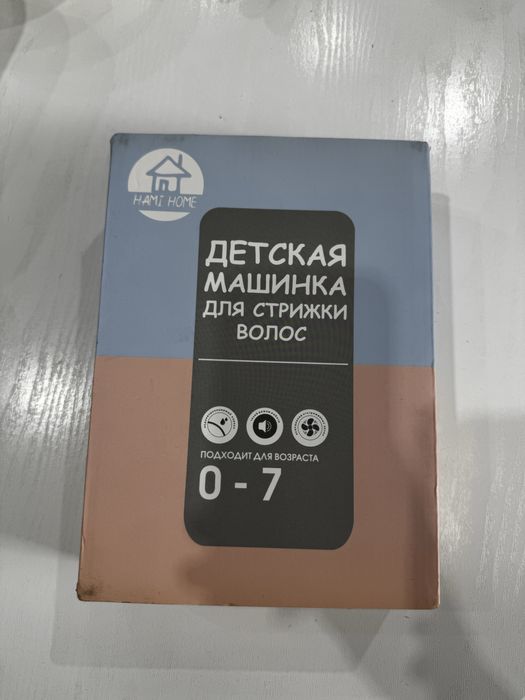 HAMI HOME
ДЕТСКАЯ
МАШИНКА
ДЛЯ СТРИЖКИ
ВОЛОС
ПОДХОДИТ ДЛЯ ВОЗРАСТА
0 - 7